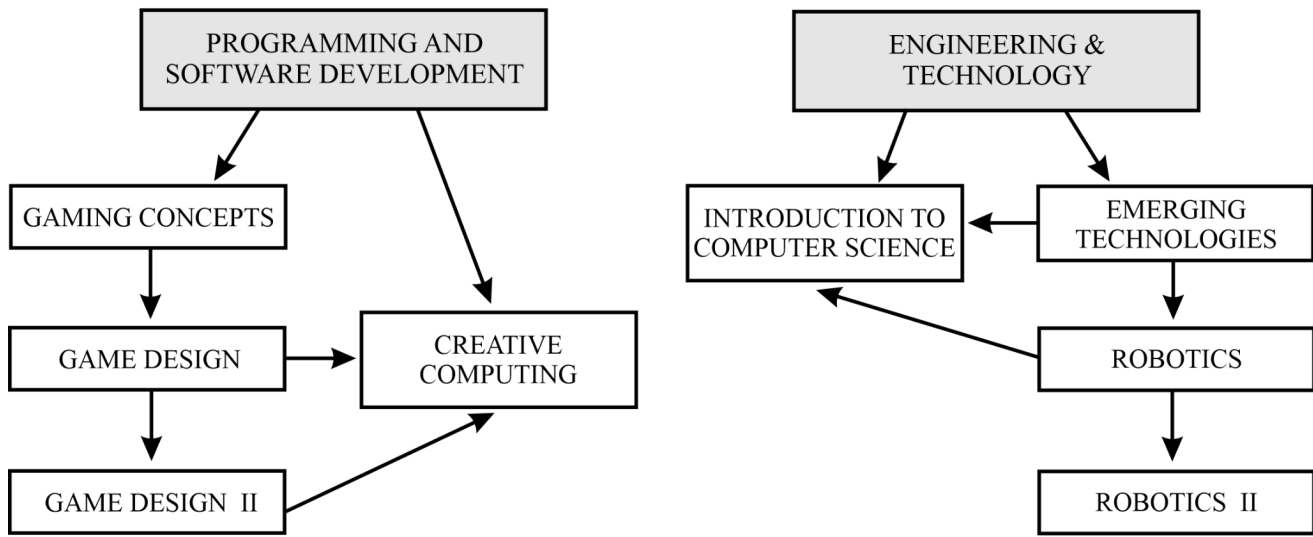 PROGRAMMING AND
SOFTWARE DEVELOPMENT
GAMING CONCEPTS
GAME DESIGN
CREATIVE
COMPUTING
GAME DESIGN II
ENGINEERING &
TECHNOLOGY
INTRODUCTION TO
COMPUTER SCIENCE
EMERGING
TECHNOLOGIES
ROBOTICS
ROBOTICS II